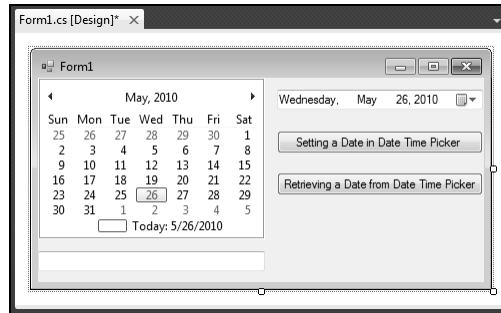 Form1.cs [Design]*
Form1
May, 2010
Sun Mon Tue Wed Thu Fri Sat
25 26 27 28 29 30 1
2 3 4 5 6 7 8
9 10 11 12 13 14 15
16 17 18 19 20 21 22
23 24 25 26 27 28 29
30 31 1 2 3 4 5
Today: 5/26/2010
Wednesday, May 26, 2010
Setting a Date in Date Time Picker
Retrieving a Date from Date Time Picker